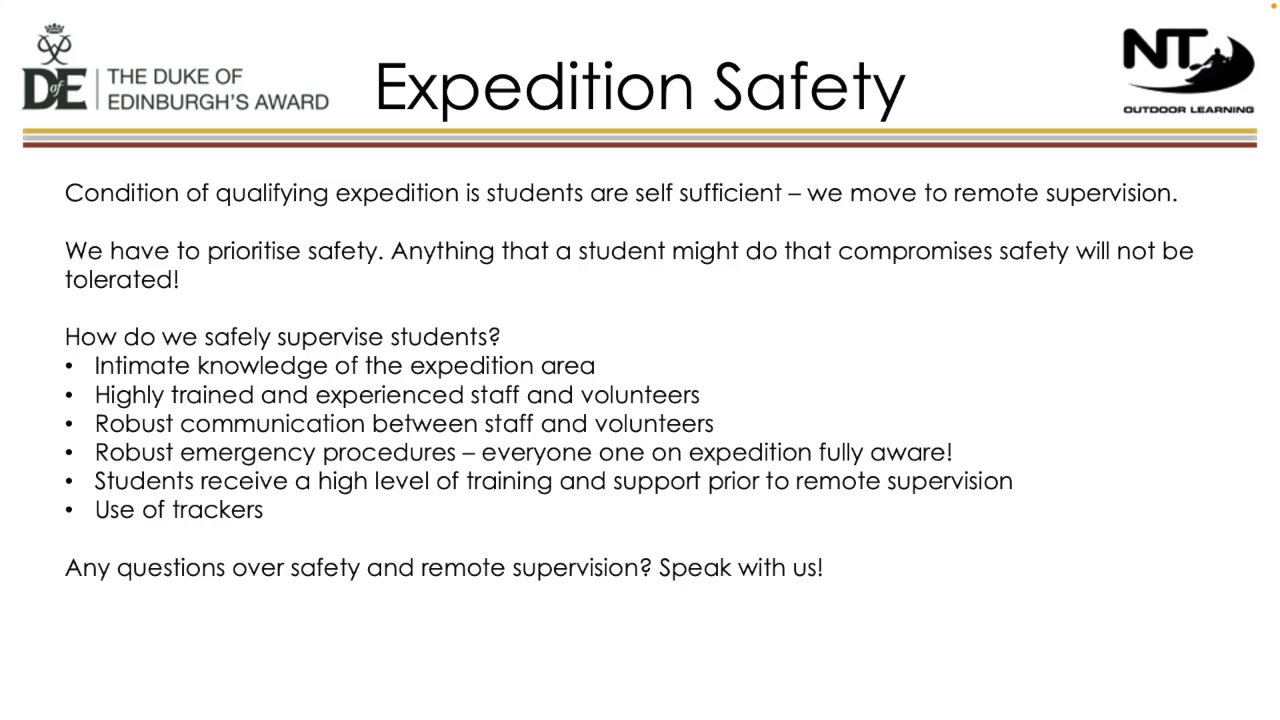 DofE
THE DUKE OF
EDINBURGH'S AWARD
Expedition Safety
NT
OUTDOOR LEARNING
Condition of qualifying expedition is students are self sufficient – we move to remote supervision.
We have to prioritise safety. Anything that a student might do that compromises safety will not be
tolerated!
How do we safely supervise students?
• Intimate knowledge of the expedition area
• Highly trained and experienced staff and volunteers
• Robust communication between staff and volunteers
• Robust emergency procedures – everyone one on expedition fully aware!
• Students receive a high level of training and support prior to remote supervision
• Use of trackers
Any questions over safety and remote supervision? Speak with us!